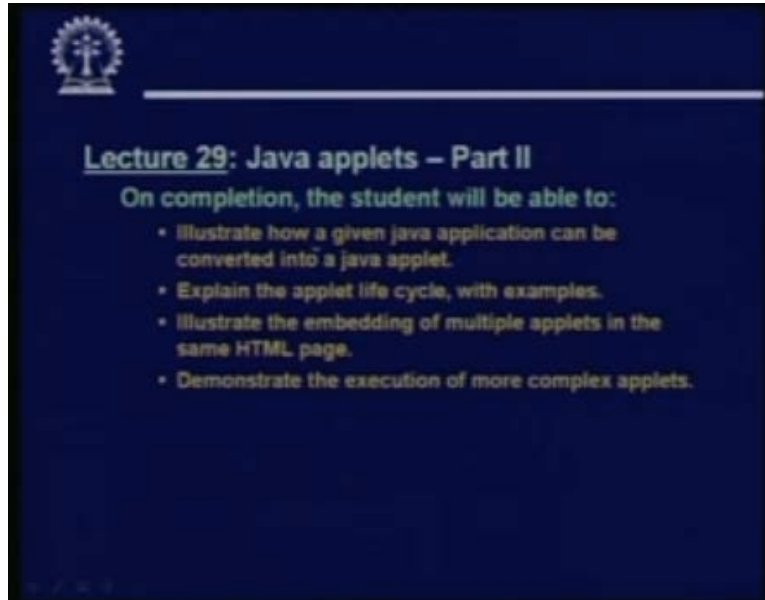 Lecture 29: Java applets – Part II
On completion, the student will be able to:
• Illustrate how a given java application can be
converted into a java applet.
• Explain the applet life cycle, with examples.
• Illustrate the embedding of multiple applets in the
same HTML page.
• Demonstrate the execution of more complex applets.